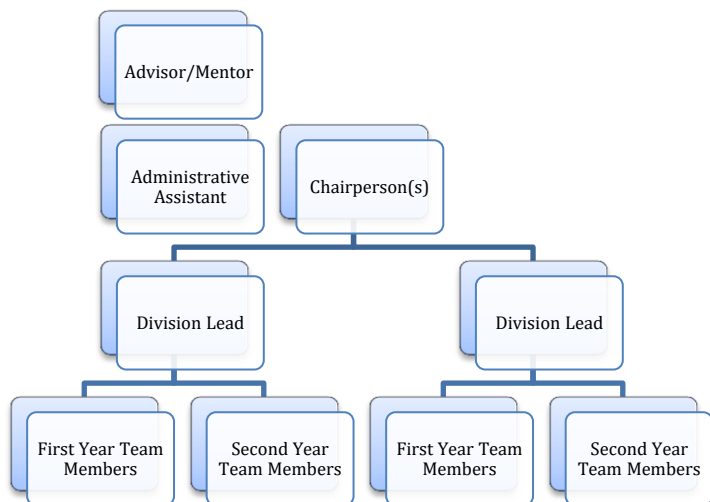 Advisor/Mentor
Administrative
Assistant
Chairperson(s)
Division Lead
Division Lead
First Year Team
Members
Second Year
Team Members
First Year Team
Members
Second Year
Team Members